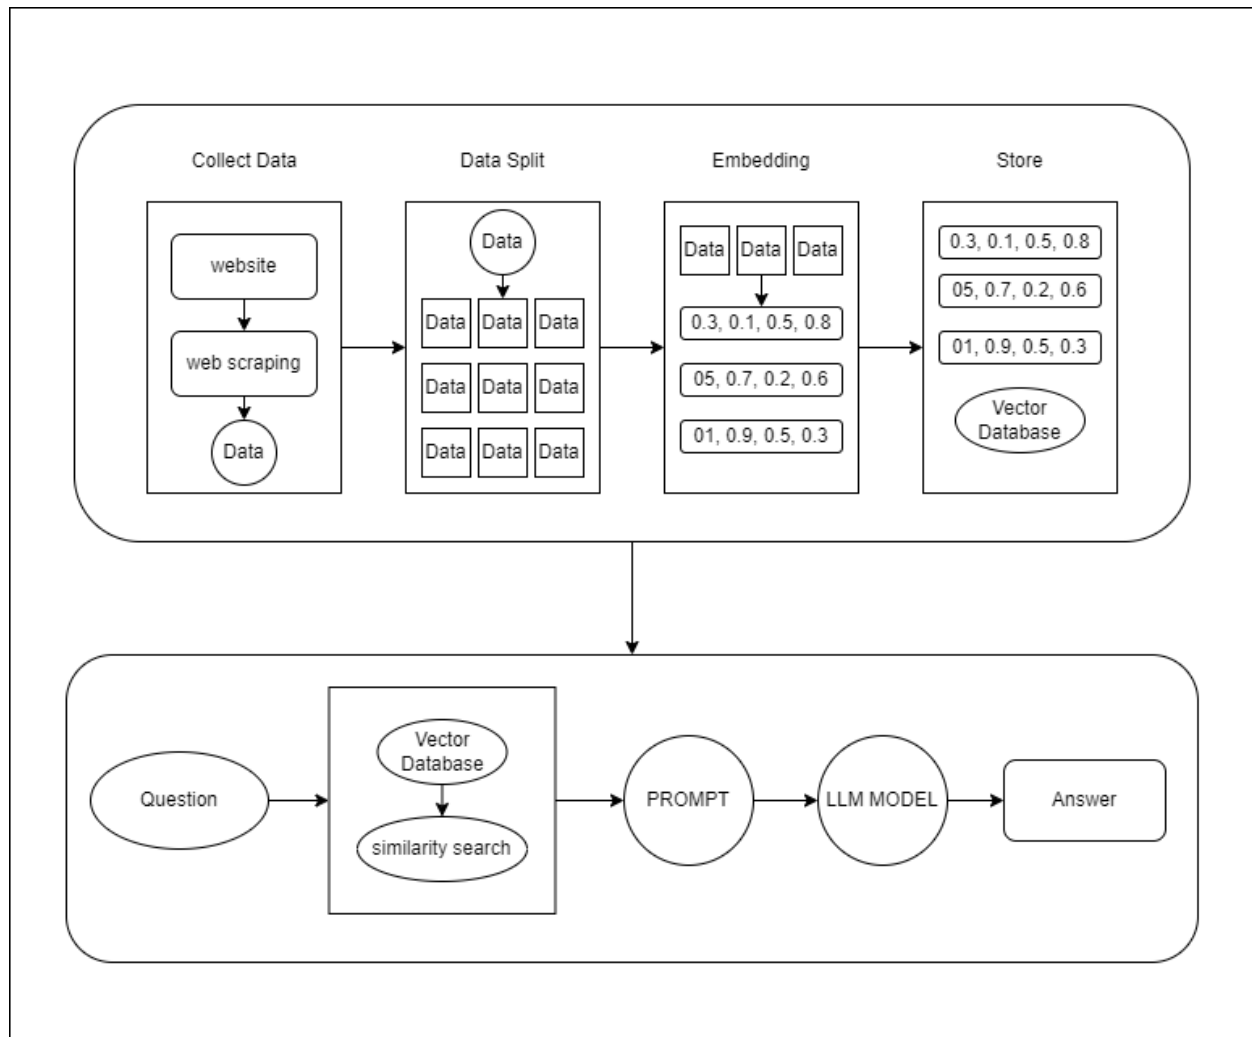 Collect Data
Data Split
Embedding
Store
website
web scraping
Data
Data
Data Data Data
Data Data Data
Data Data Data
Data Data Data
0.3, 0.1, 0.5, 0.8
05, 0.7, 0.2, 0.6
01, 0.9, 0.5, 0.3
0.3, 0.1, 0.5, 0.8
05, 0.7, 0.2, 0.6
01, 0.9, 0.5, 0.3
Vector
Database
Question
Vector
Database
similarity search
PROMPT
LLM MODEL
Answer